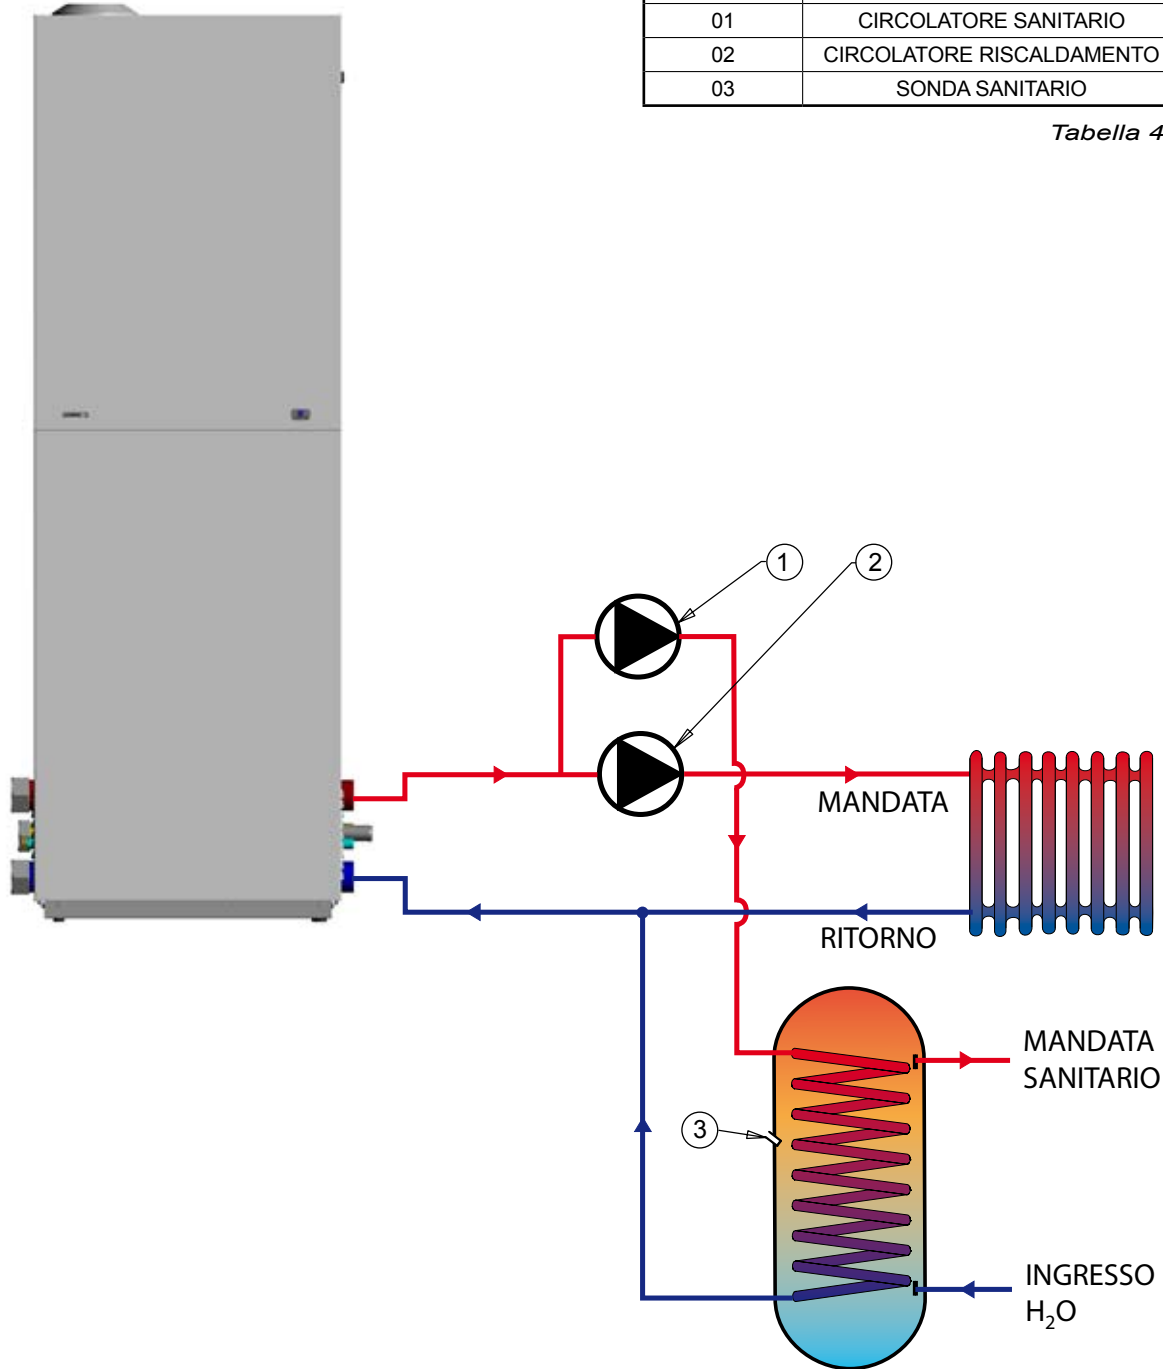 01 CIRCOLATORE SANITARIO
02 CIRCOLATORE RISCALDAMENTO
03 SONDA SANITARIO
Tabella 4
1
2
MANDATA
RITORNO
MANDATA
SANITARIO
3
INGRESSO
H₂O